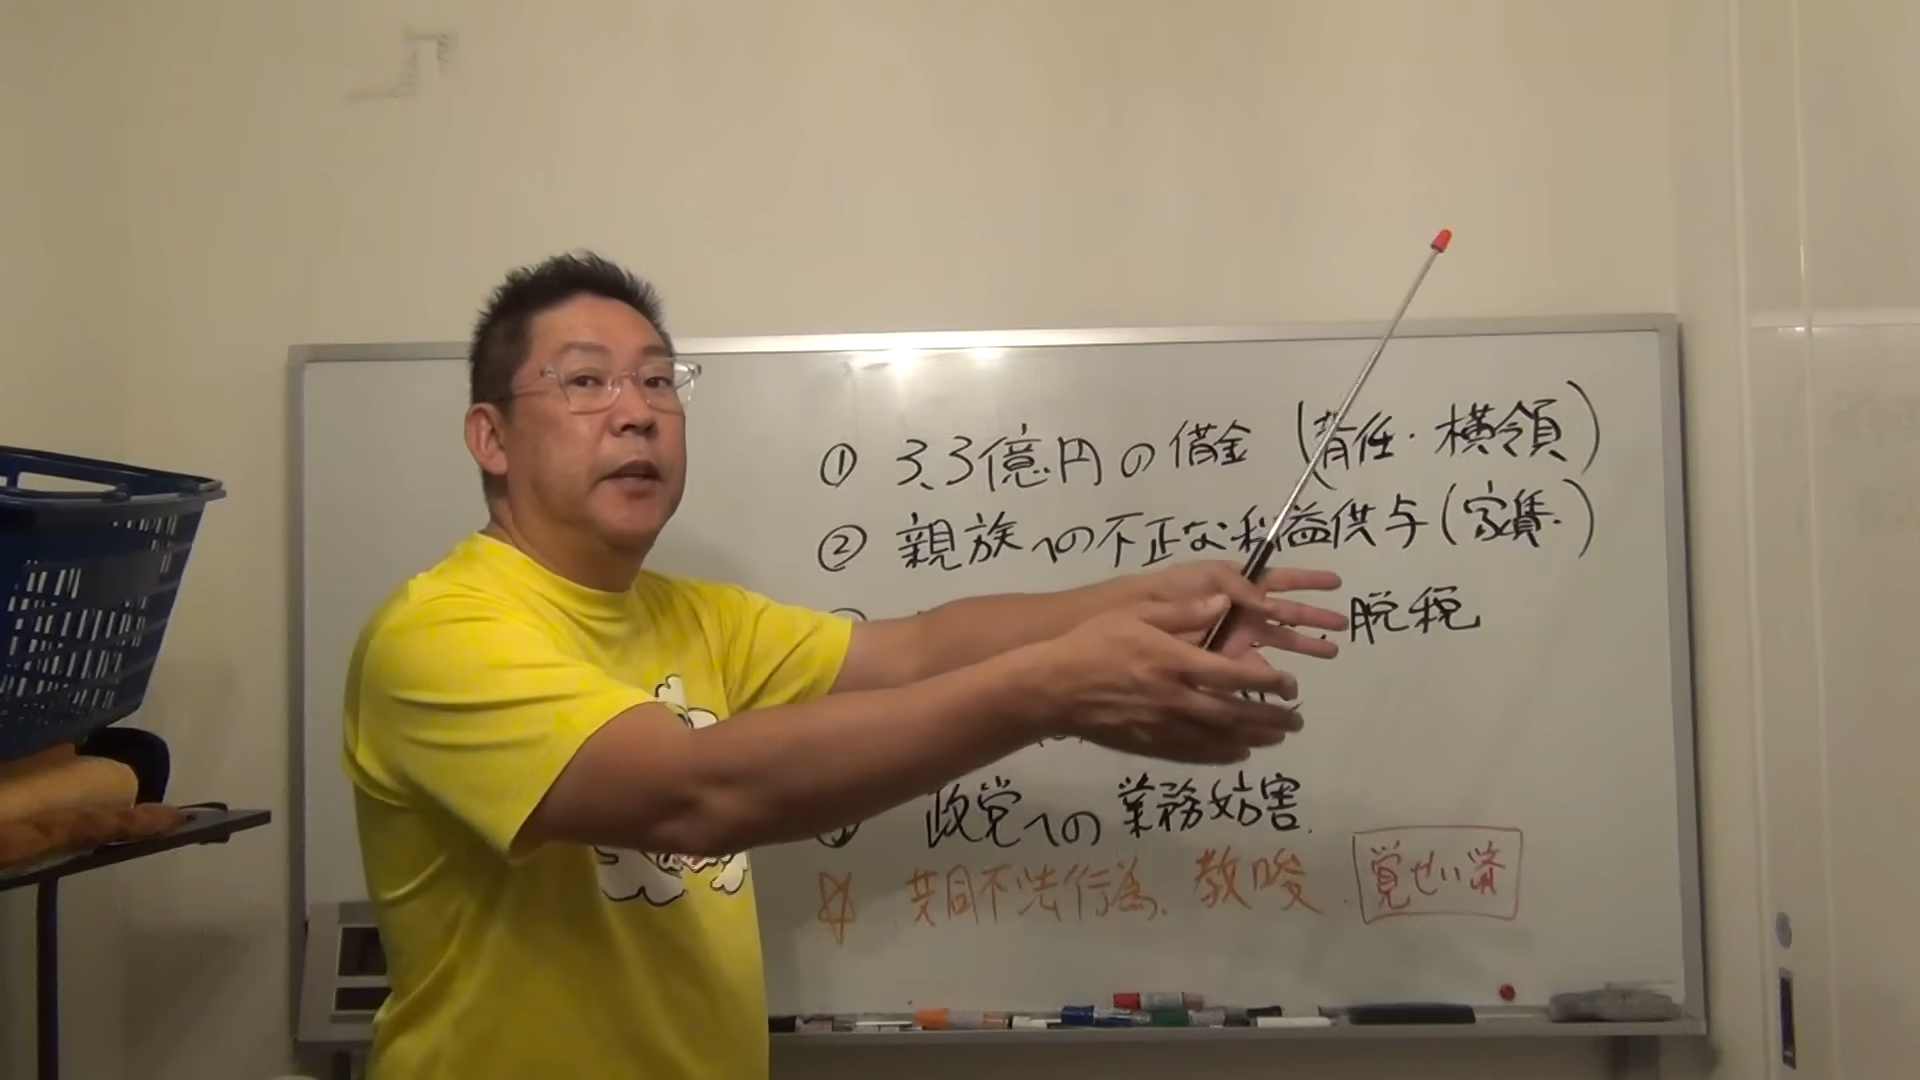 ① 3.3億円の借金(背任・横領)
② 親族への不正な利益供与(家賃.)
脱税
政党への業務妨害.
共同不法行為、教唆. 覚せい済